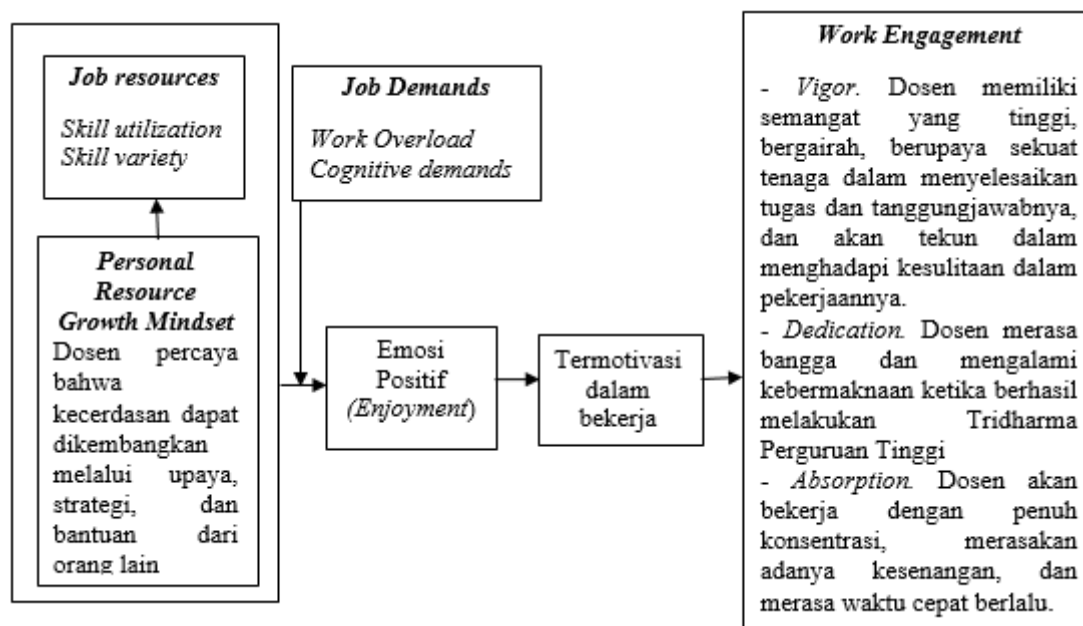 Job resources
Skill utilization
Skill variety
Personal
Resource
Growth Mindset
Dosen percaya
bahwa
kecerdasan dapat
dikembangkan
melalui upaya,
strategi, dan
bantuan dari
orang lain
Job Demands
Work Overload
Cognitive demands
Emosi
Positif
(Enjoyment)
Termotivasi
dalam
bekerja
Work Engagement
- Vigor. Dosen memiliki
semangat yang tinggi,
bergairah, berupaya sekuat
tenaga dalam menyelesaikan
tugas dan tanggungjawabnya,
dan akan tekun dalam
menghadapi kesulitaan dalam
pekerjaannya.
- Dedication. Dosen merasa
bangga dan mengalami
kebermaknaan ketika berhasil
melakukan Tridharma
Perguruan Tinggi
- Absorption. Dosen akan
bekerja dengan penuh
konsentrasi, merasakan
adanya kesenangan, dan
merasa waktu cepat berlalu.